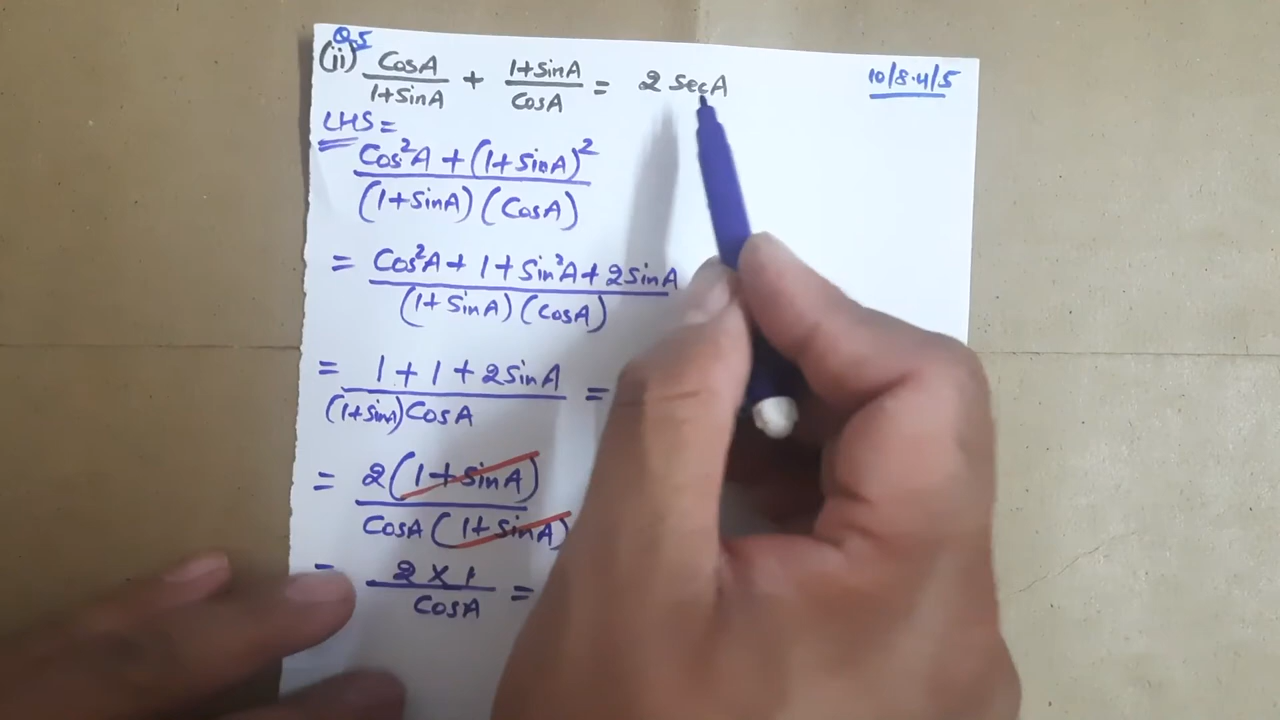 Q.5
(ii) CosA/1+SinA + 1+SinA/CosA = 2 SecA
10/8.4/5
LHS =
Cos²A + (1+SinA)²/(1+SinA) (CosA)
= Cos²A + 1 + Sin²A + 2SinA/(1+SinA) (CosA)
= 1 + 1 + 2SinA/(1+SinA) CosA =
= 2(1+SinA)/CosA (1+SinA)
= 2 × 1/CosA =